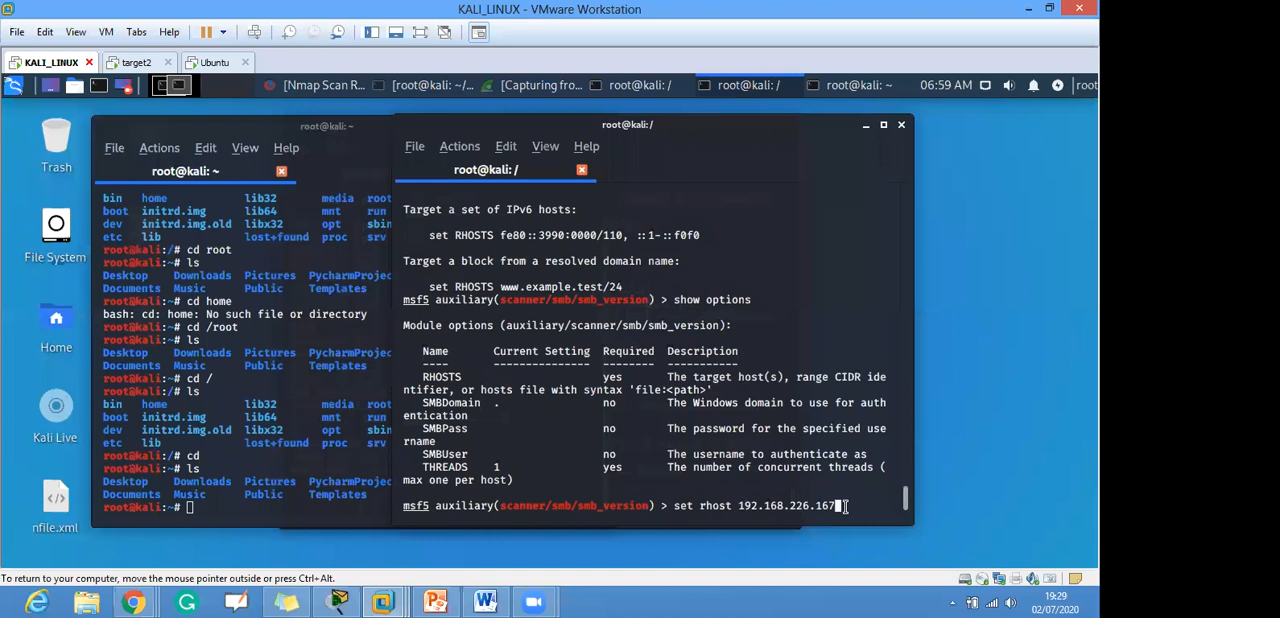 KALI_LINUX - VMware Workstation
File Edit View VM Tabs Help
KALI_LINUX target2 Ubuntu
[Nmap Scan R... [root@kali: ~/... [Capturing fro... root@kali: / root@kali: / root@kali: ~ 06:59 AM root
Trash
File System
Home
Kali Live
nfile.xml
root@kali: ~
File Actions Edit View Help
root@kali: ~
bin home lib32 media root
boot initrd.img lib64 mnt run
dev initrd.img.old libx32 opt sbin
etc lib lost+found proc srv
root@kali:/# cd root
root@kali:~# ls
Desktop Downloads Pictures PycharmProjec
Documents Music Public Templates
root@kali:~# cd home
bash: cd: home: No such file or directory
root@kali:~# cd /root
root@kali:~# ls
Desktop Downloads Pictures PycharmProjec
Documents Music Public Templates
root@kali:~# cd /
root@kali:/# ls
bin home lib32 media root
boot initrd.img lib64 mnt run
dev initrd.img.old libx32 opt sbin
etc lib lost+found proc srv
root@kali:/# cd
root@kali:~# ls
Desktop Downloads Pictures PycharmProjec
Documents Music Public Templates
root@kali:~#
root@kali: /
File Actions Edit View Help
root@kali: /
Target a set of IPv6 hosts:
set RHOSTS fe80::3990:0000/110, ::1-::f0f0
Target a block from a resolved domain name:
set RHOSTS www.example.test/24
msf5 auxiliary(scanner/smb/smb_version) > show options
Module options (auxiliary/scanner/smb/smb_version):
Name Current Setting Required Description
---- --------------- -------- -----------
RHOSTS yes The target host(s), range CIDR ide
ntifier, or hosts file with syntax 'file:<path>'
SMBDomain . no The Windows domain to use for auth
entication
SMBPass no The password for the specified use
rname
SMBUser no The username to authenticate as
THREADS 1 yes The number of concurrent threads (
max one per host)
msf5 auxiliary(scanner/smb/smb_version) > set rhost 192.168.226.167
To return to your computer, move the mouse pointer outside or press Ctrl+Alt.
19:29
02/07/2020